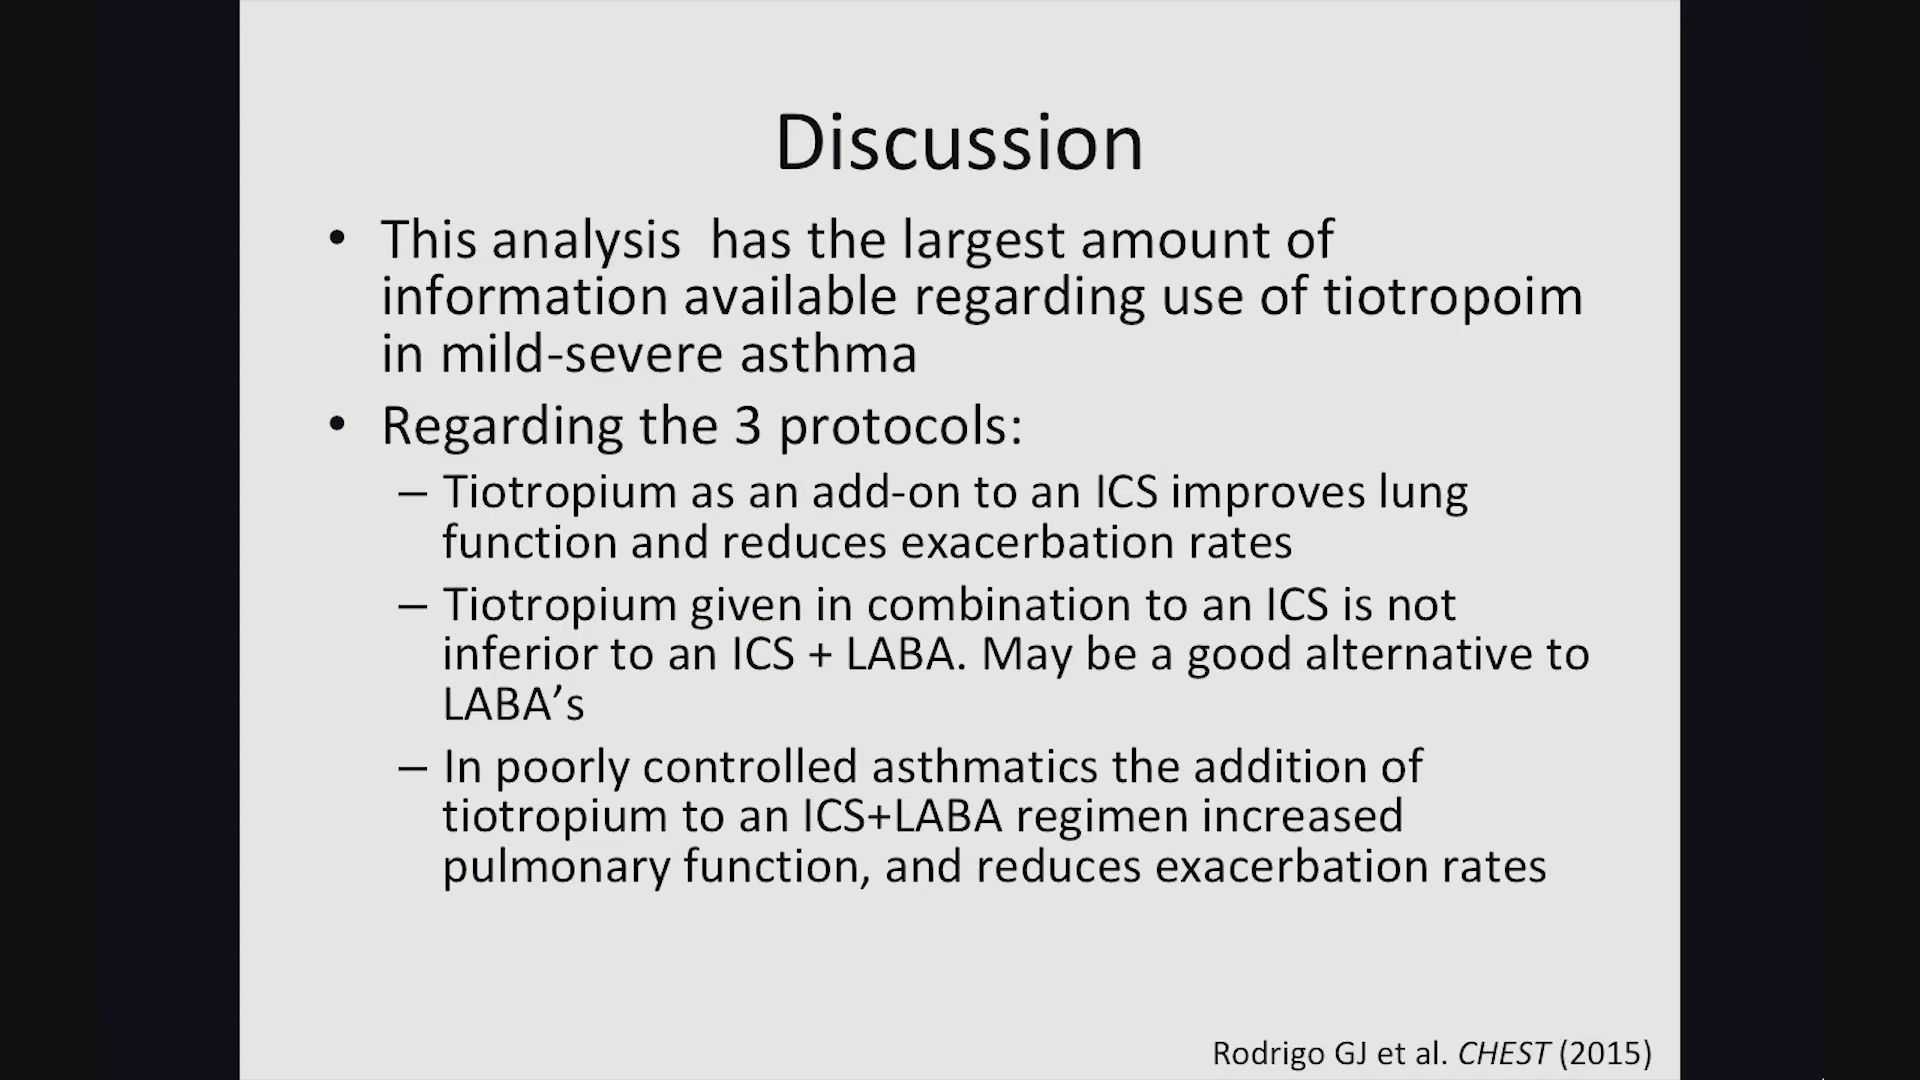 Discussion
• This analysis  has the largest amount of
information available regarding use of tiotropoim
in mild-severe asthma
• Regarding the 3 protocols:
– Tiotropium as an add-on to an ICS improves lung
function and reduces exacerbation rates
– Tiotropium given in combination to an ICS is not
inferior to an ICS + LABA. May be a good alternative to
LABA’s
– In poorly controlled asthmatics the addition of
tiotropium to an ICS+LABA regimen increased
pulmonary function, and reduces exacerbation rates
Rodrigo GJ et al. CHEST (2015)